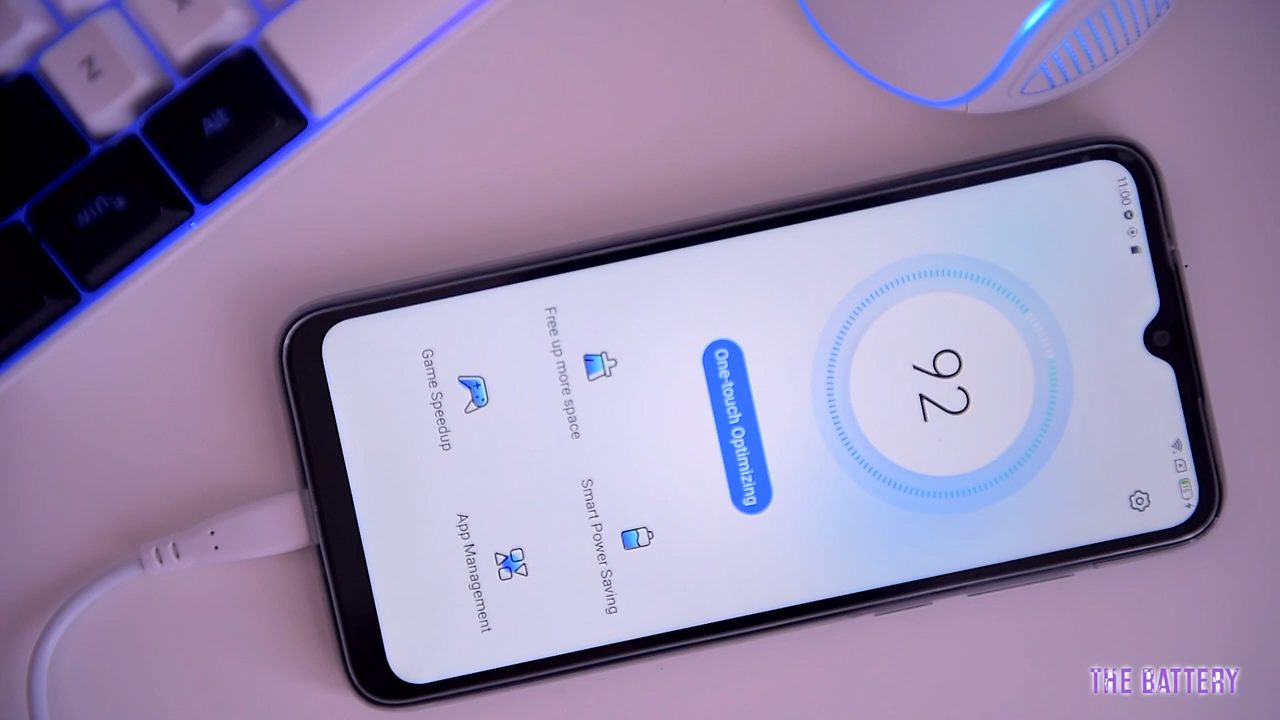 N
Alt
11:00
92
One-touch Optimizing
Free up more space
Smart Power Saving
Game Speedup
App Management
THE BATTERY